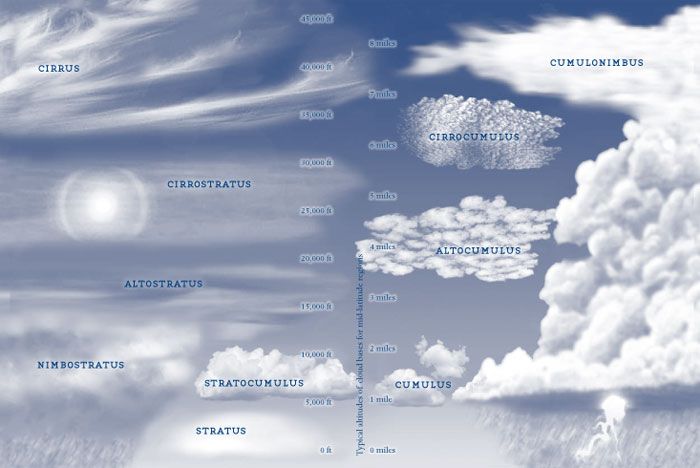 45,000 ft
8 miles
CUMULONIMBUS
CIRRUS
40,000 ft
7 miles
35,000 ft
CIRROCUMULUS
6 miles
30,000 ft
CIRROSTRATUS
5 miles
25,000 ft
4 miles
ALTOCUMULUS
20,000 ft
ALTOSTRATUS
3 miles
15,000 ft
2 miles
10,000 ft
NIMBOSTRATUS
STRATOCUMULUS
CUMULUS
1 mile
5,000 ft
STRATUS
0 ft
0 miles
Typical altitudes of cloud bases for mid-latitude regions